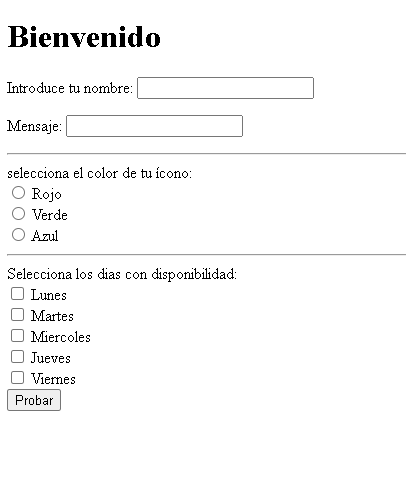 Bienvenido
Introduce tu nombre:
Mensaje:
selecciona el color de tu ícono:
Rojo
Verde
Azul
Selecciona los dias con disponibilidad:
Lunes
Martes
Miercoles
Jueves
Viernes
Probar